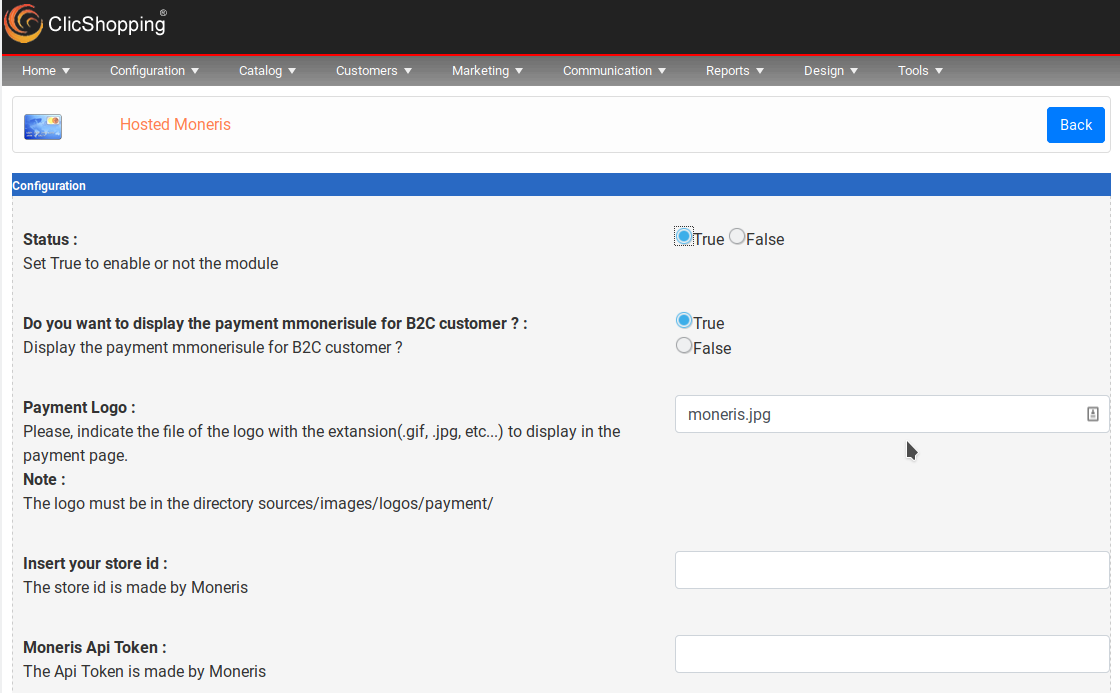 ClicShopping®
Home Configuration Catalog Customers Marketing Communication Reports Design Tools
Hosted Moneris
Back
Configuration
Status :
True False
Set True to enable or not the module
Do you want to display the payment mmonerisule for B2C customer ? :
True
Display the payment mmonerisule for B2C customer ?
False
Payment Logo :
moneris.jpg
Please, indicate the file of the logo with the extansion(.gif, .jpg, etc...) to display in the
payment page.
Note :
The logo must be in the directory sources/images/logos/payment/
Insert your store id :
The store id is made by Moneris
Moneris Api Token :
The Api Token is made by Moneris